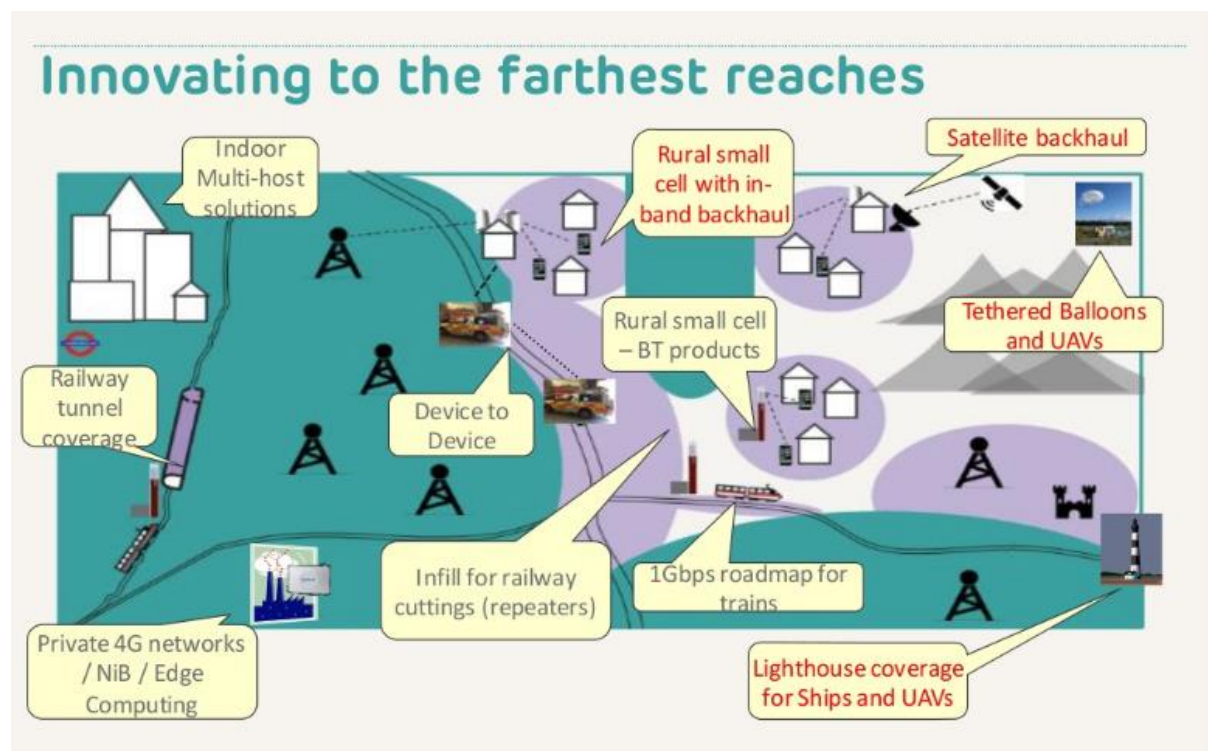 Innovating to the farthest reaches
Indoor
Multi-host
solutions
Rural small
cell with in-
band backhaul
Satellite backhaul
Tethered Balloons
and UAVs
Rural small cell
– BT products
Railway
tunnel
coverage
Device to
Device
Infill for railway
cuttings (repeaters)
1Gbps roadmap for
trains
Private 4G networks
/ NiB / Edge
Computing
Lighthouse coverage
for Ships and UAVs